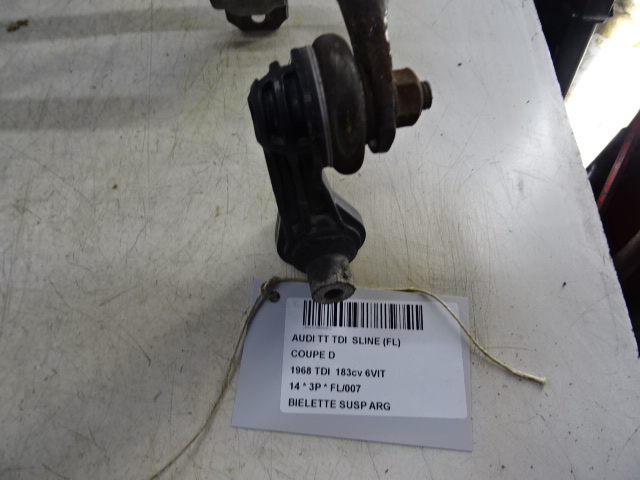 AUDI TT TDI SLINE (FL)
COUPE D
1968 TDI 183cv 6VIT
14 * 3P * FL/007
BIELETTE SUSP ARG